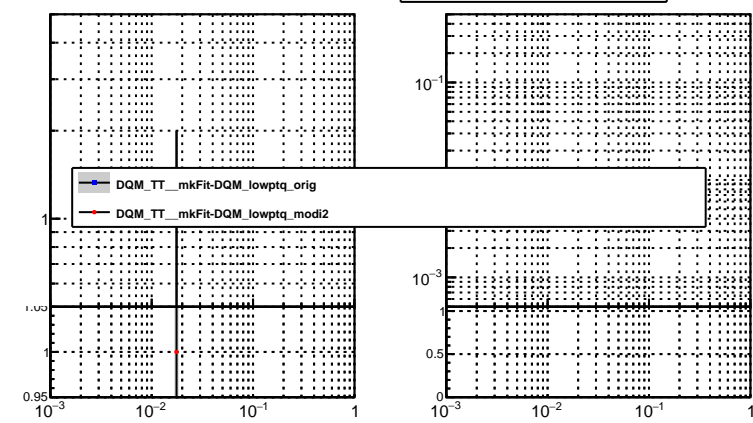 10⁻¹
DQM_TT__mkFit-DQM_lowptq_orig
DQM_TT__mkFit-DQM_lowptq_modi2
1
10⁻³
1.05
1
1
0.5
0.95
0
10⁻³ 10⁻² 10⁻¹ 1
10⁻³ 10⁻² 10⁻¹ 1